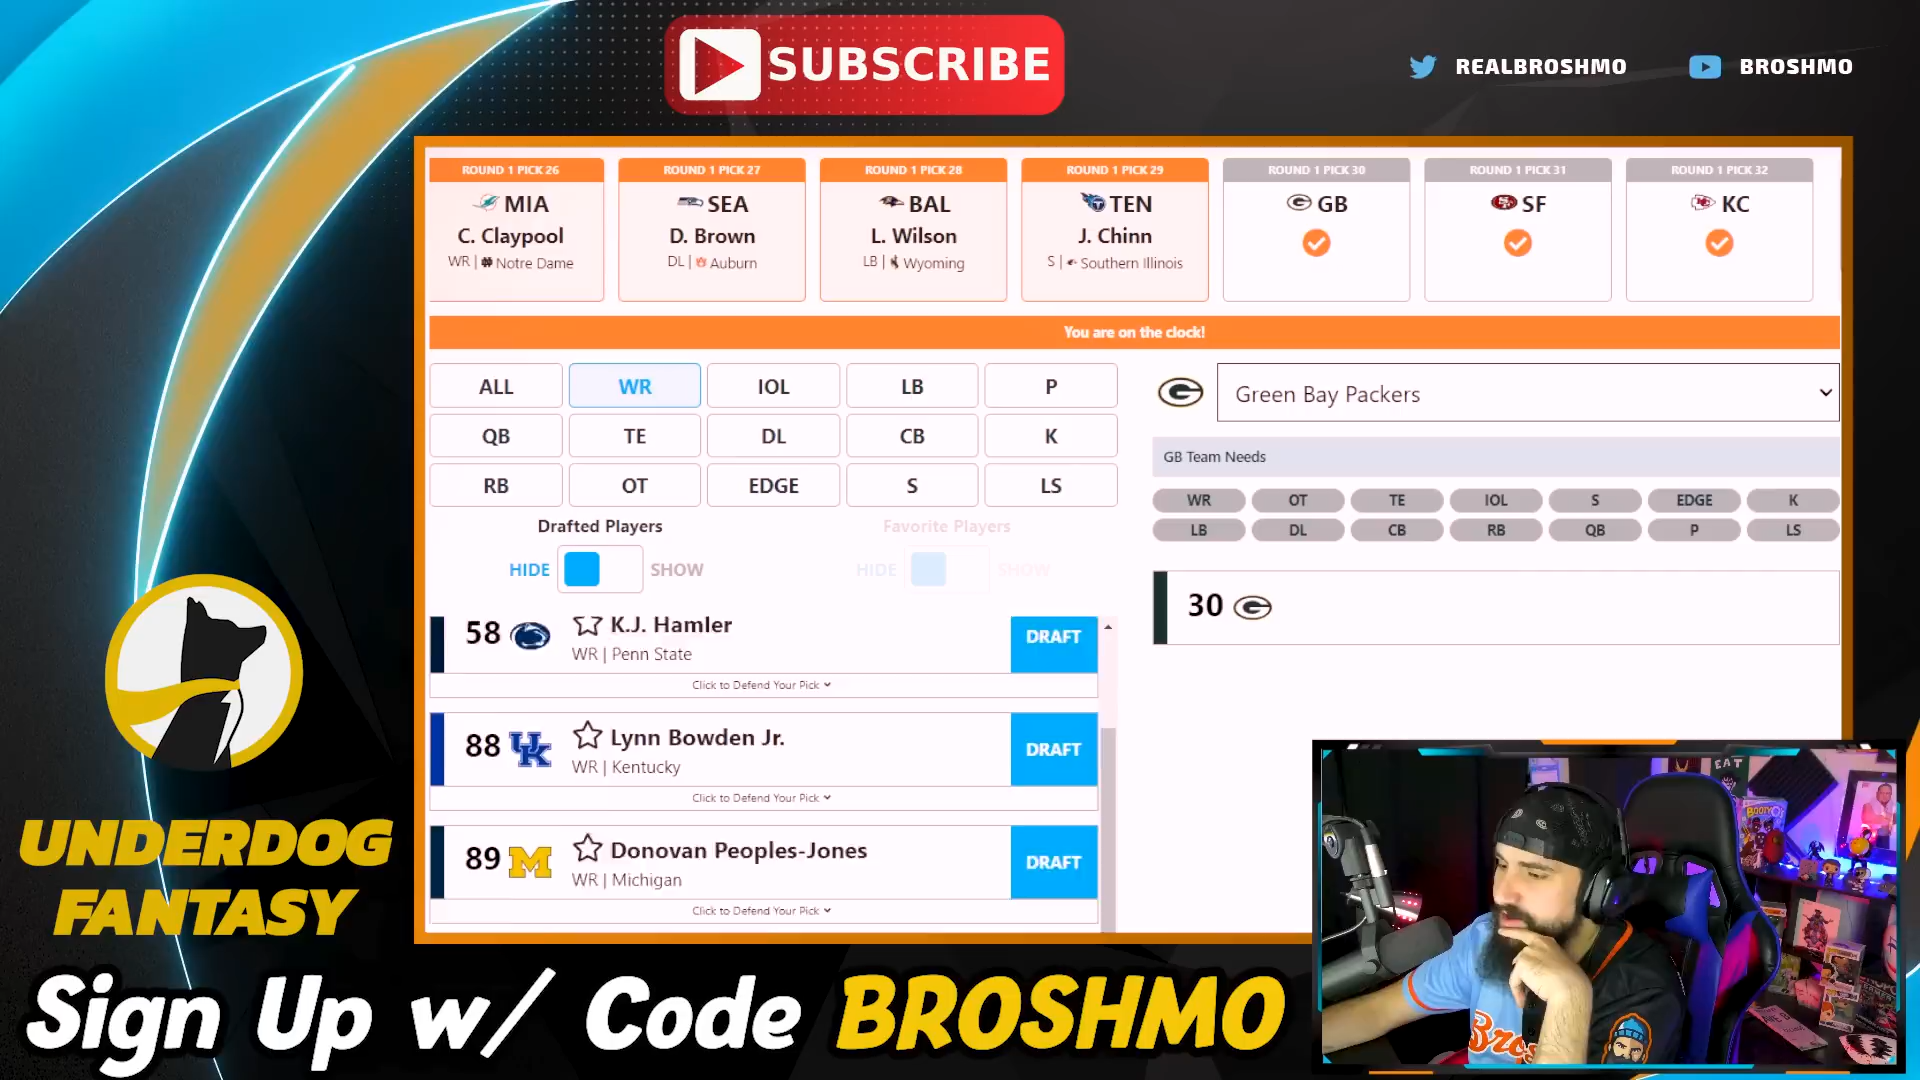 SUBSCRIBE
REALBROSHMO
BROSHMO
ROUND 1 PICK 26
MIA
C. Claypool
WR | Notre Dame
ROUND 1 PICK 27
SEA
D. Brown
DL | Auburn
ROUND 1 PICK 28
BAL
L. Wilson
LB | Wyoming
ROUND 1 PICK 29
TEN
J. Chinn
S | Southern Illinois
ROUND 1 PICK 30
GB
ROUND 1 PICK 31
SF
ROUND 1 PICK 32
KC
You are on the clock!
ALL WR IOL LB P
QB TE DL CB K
RB OT EDGE S LS
Drafted Players
HIDE SHOW
Favorite Players
HIDE SHOW
58 K.J. Hamler
WR | Penn State
DRAFT
Click to Defend Your Pick
88 UK Lynn Bowden Jr.
WR | Kentucky
DRAFT
Click to Defend Your Pick
89 M Donovan Peoples-Jones
WR | Michigan
DRAFT
Click to Defend Your Pick
G Green Bay Packers
GB Team Needs
WR OT TE IOL S EDGE K
LB DL CB RB QB P LS
30 G
UNDERDOG
FANTASY
Sign Up w/ Code BROSHMO
EAT